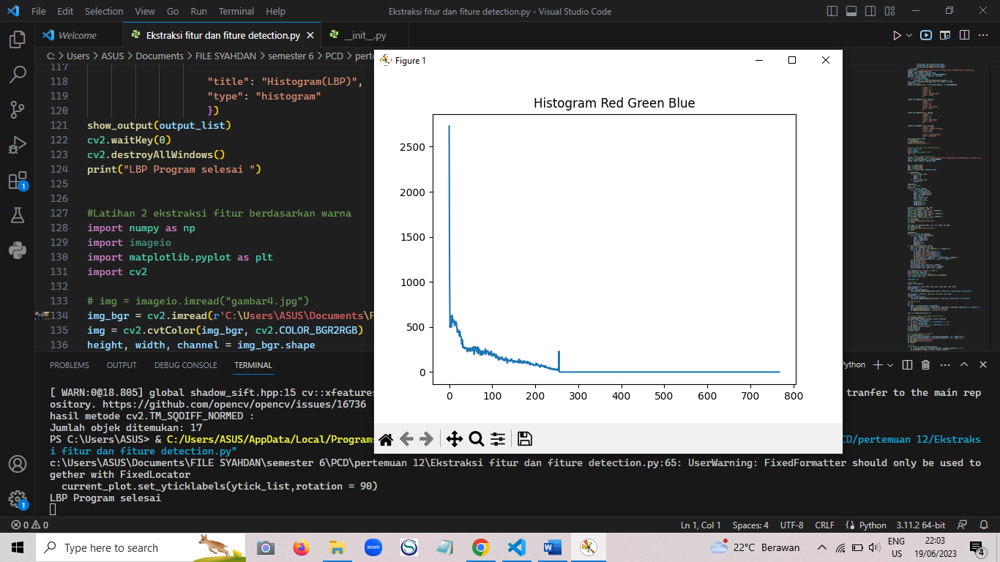 File Edit Selection View Go Run Terminal Help Ekstraksi fitur dan fiture detection.py - Visual Studio Code
Welcome Ekstraksi fitur dan fiture detection.py __init__.py
C: > Users > ASUS > Documents > FILE SYAHDAN > semester 6 > PCD >
117
118 "title": "Histogram(LBP)",
119 "type": "histogram"
120 })
121 show_output(output_list)
122 cv2.waitKey(0)
123 cv2.destroyAllWindows()
124 print("LBP Program selesai ")
125
126
127 #Latihan 2 ekstraksi fitur berdasarkan warna
128 import numpy as np
129 import imageio
130 import matplotlib.pyplot as plt
131 import cv2
132
133 # img = imageio.imread("gambar4.jpg")
134 img_bgr = cv2.imread(r'C:\Users\ASUS\Documents\F
135 img = cv2.cvtColor(img_bgr, cv2.COLOR_BGR2RGB)
136 height, width, channel = img_bgr.shape
Figure 1
Histogram Red Green Blue
2500
2000
1500
1000
500
0
0 100 200 300 400 500 600 700 800
PROBLEMS OUTPUT DEBUG CONSOLE TERMINAL
Python
[ WARN:0@18.805] global shadow_sift.hpp:15 cv::xfeatures tranfer to the main rep
ository. https://github.com/opencv/opencv/issues/16736
hasil metode cv2.TM_SQDIFF_NORMED :
Jumlah objek ditemukan: 17
PS C:\Users\ASUS> & C:/Users/ASUS/AppData/Local/Programs CD/pertemuan 12/Ekstraks
i fitur dan fiture detection.py"
c:\Users\ASUS\Documents\FILE SYAHDAN\semester 6\PCD\pertemuan 12\Ekstraksi fitur dan fiture detection.py:65: UserWarning: FixedFormatter should only be used to
gether with FixedLocator
current_plot.set_yticklabels(ytick_list,rotation = 90)
LBP Program selesai
0 0 Ln 1, Col 1 Spaces: 4 UTF-8 CRLF Python 3.11.2 64-bit
Type here to search zoom 22°C Berawan ENG 22:03
US 19/06/2023 4